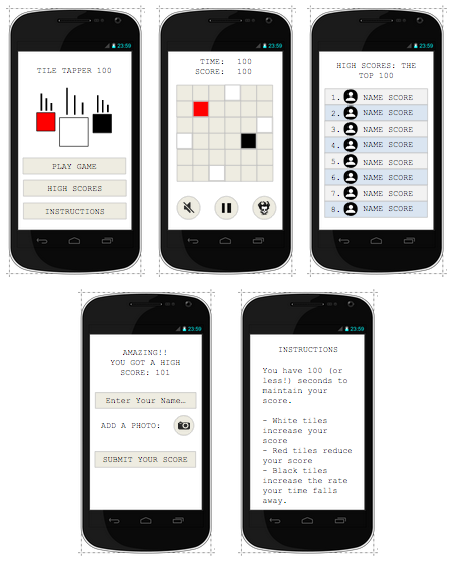 23:59
TILE TAPPER 100
PLAY GAME
HIGH SCORES
INSTRUCTIONS
23:59
TIME: 100
SCORE: 100
23:59
HIGH SCORES: THE
TOP 100
1. NAME SCORE
2. NAME SCORE
3. NAME SCORE
4. NAME SCORE
5. NAME SCORE
6. NAME SCORE
7. NAME SCORE
8. NAME SCORE
23:59
AMAZING!!
YOU GOT A HIGH
SCORE: 101
Enter Your Name…
ADD A PHOTO:
SUBMIT YOUR SCORE
23:59
INSTRUCTIONS
You have 100 (or
less!) seconds to
maintain your
score.
- White tiles
increase your
score
- Red tiles reduce
your score
- Black tiles
increase the rate
your time falls
away.